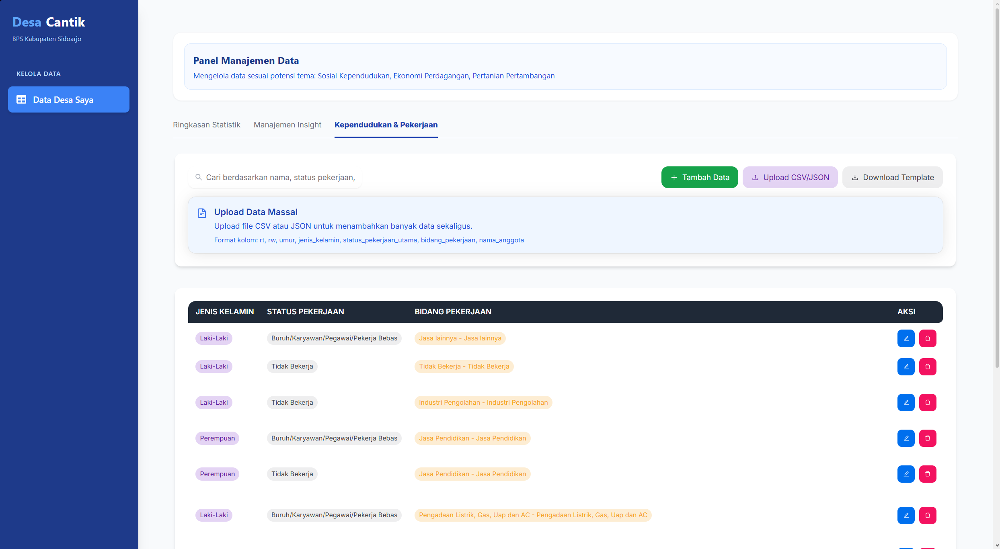 Desa Cantik
BPS Kabupaten Sidoarjo
KELOLA DATA
Data Desa Saya
Panel Manajemen Data
Mengelola data sesuai potensi tema: Sosial Kependudukan, Ekonomi Perdagangan, Pertanian Pertambangan
Ringkasan Statistik Manajemen Insight Kependudukan & Pekerjaan
Cari berdasarkan nama, status pekerjaan, Tambah Data Upload CSV/JSON Download Template
Upload Data Massal
Upload file CSV atau JSON untuk menambahkan banyak data sekaligus.
Format kolom: rt, rw, umur, jenis_kelamin, status_pekerjaan_utama, bidang_pekerjaan, nama_anggota
JENIS KELAMIN STATUS PEKERJAAN BIDANG PEKERJAAN AKSI
Laki-Laki Buruh/Karyawan/Pegawai/Pekerja Bebas Jasa lainnya - Jasa lainnya
Laki-Laki Tidak Bekerja Tidak Bekerja - Tidak Bekerja
Laki-Laki Tidak Bekerja Industri Pengolahan - Industri Pengolahan
Perempuan Buruh/Karyawan/Pegawai/Pekerja Bebas Jasa Pendidikan - Jasa Pendidikan
Perempuan Tidak Bekerja Jasa Pendidikan - Jasa Pendidikan
Laki-Laki Buruh/Karyawan/Pegawai/Pekerja Bebas Pengadaan Listrik, Gas, Uap dan AC - Pengadaan Listrik, Gas, Uap dan AC